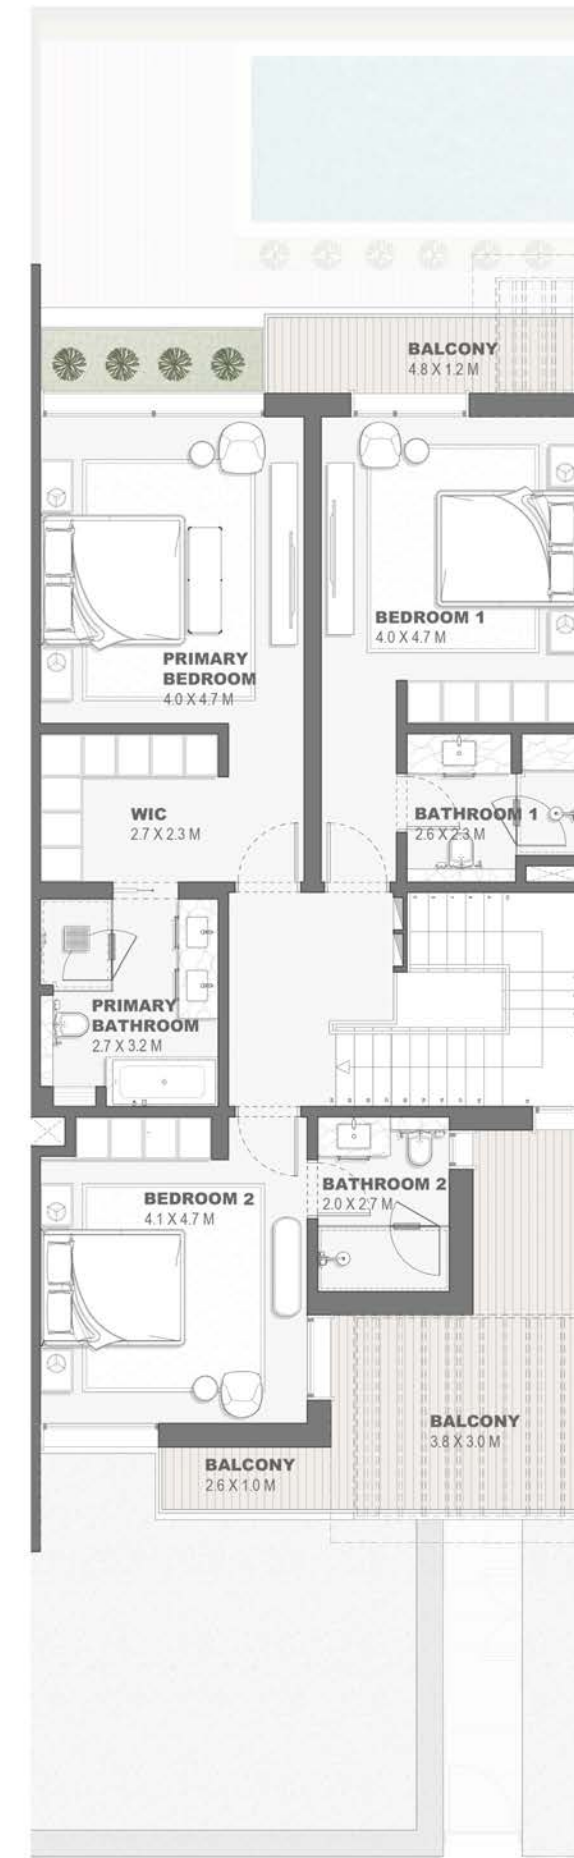 BALCONY
4.8 X 1.2 M
BEDROOM 1
4.0 X 4.7 M
PRIMARY
BEDROOM
4.0 X 4.7 M
WIC
2.7 X 2.3 M
BATHROOM 1
2.6 X 2.3 M
PRIMARY
BATHROOM
2.7 X 3.2 M
BEDROOM 2
4.1 X 4.7 M
BATHROOM 2
2.0 X 2.7 M
BALCONY
3.8 X 3.0 M
BALCONY
2.6 X 1.0 M